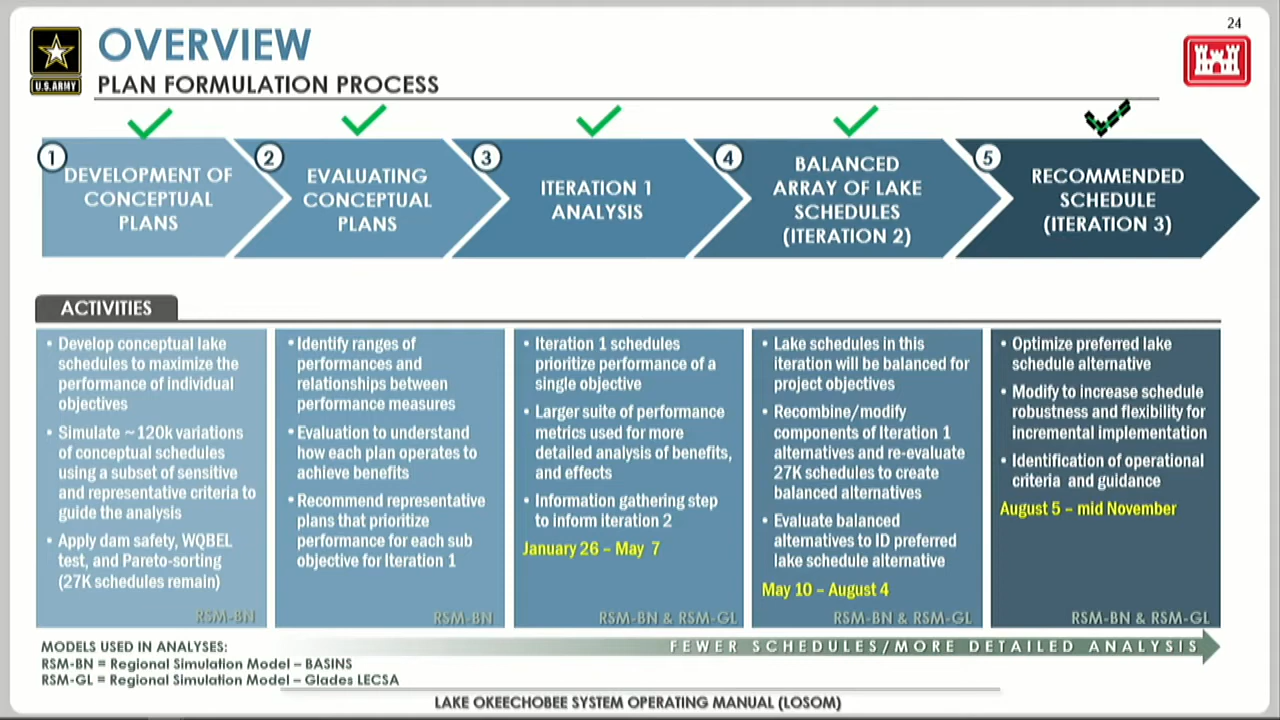 24
OVERVIEW
PLAN FORMULATION PROCESS
U.S.ARMY
1
DEVELOPMENT OF
CONCEPTUAL
PLANS
2
EVALUATING
CONCEPTUAL
PLANS
3
ITERATION 1
ANALYSIS
4
BALANCED
ARRAY OF LAKE
SCHEDULES
(ITERATION 2)
5
RECOMMENDED
SCHEDULE
(ITERATION 3)
ACTIVITIES
• Develop conceptual lake
schedules to maximize the
performance of individual
objectives
• Simulate ~120k variations
of conceptual schedules
using a subset of sensitive
and representative criteria to
guide the analysis
• Apply dam safety, WQBEL
test, and Pareto-sorting
(27K schedules remain)
RSM-BN
• Identify ranges of
performances and
relationships between
performance measures
• Evaluation to understand
how each plan operates to
achieve benefits
• Recommend representative
plans that prioritize
performance for each sub
objective for Iteration 1
RSM-BN
• Iteration 1 schedules
prioritize performance of a
single objective
• Larger suite of performance
metrics used for more
detailed analysis of benefits,
and effects
• Information gathering step
to inform iteration 2
January 26 – May 7
RSM-BN & RSM-GL
• Lake schedules in this
iteration will be balanced for
project objectives
• Recombine/modify
components of Iteration 1
alternatives and re-evaluate
27K schedules to create
balanced alternatives
• Evaluate balanced
alternatives to ID preferred
lake schedule alternative
May 10 – August 4
RSM-BN & RSM-GL
• Optimize preferred lake
schedule alternative
• Modify to increase schedule
robustness and flexibility for
incremental implementation
• Identification of operational
criteria and guidance
August 5 – mid November
RSM-BN & RSM-GL
FEWER SCHEDULES/MORE DETAILED ANALYSIS
MODELS USED IN ANALYSES:
RSM-BN = Regional Simulation Model – BASINS
RSM-GL = Regional Simulation Model – Glades LECSA
LAKE OKEECHOBEE SYSTEM OPERATING MANUAL (LOSOM)